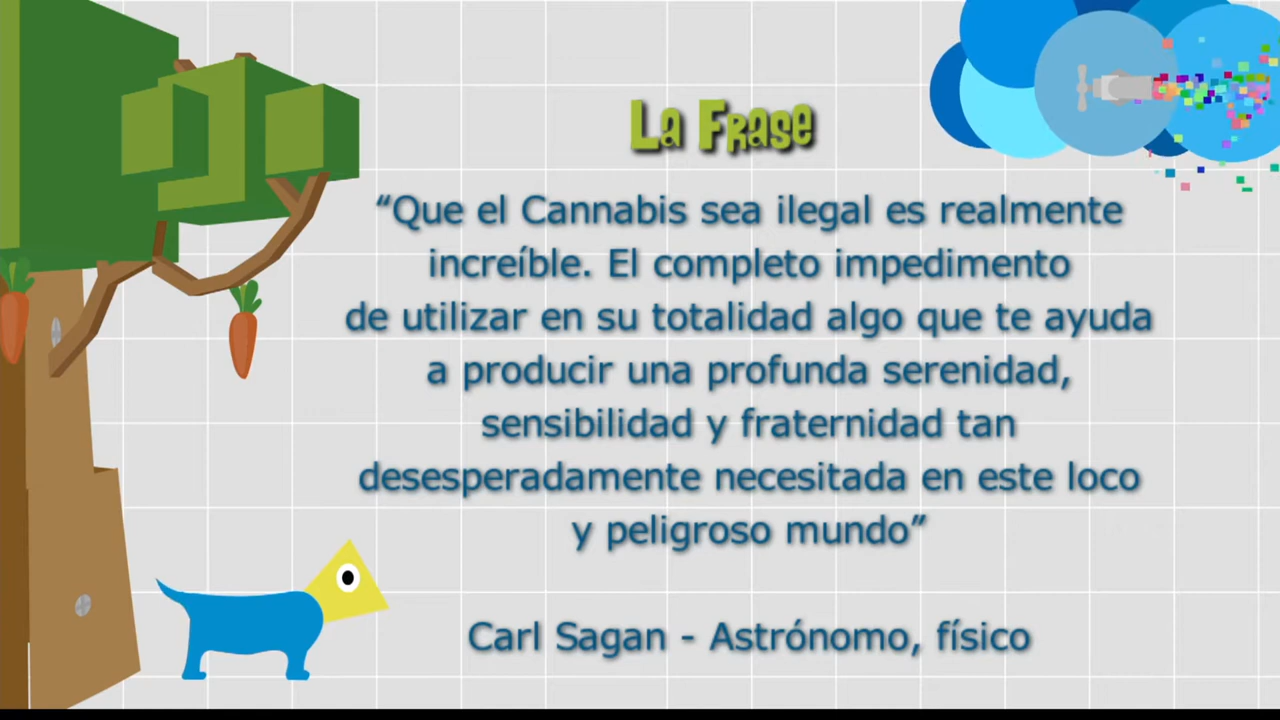 La Frase
“Que el Cannabis sea ilegal es realmente
increíble. El completo impedimento
de utilizar en su totalidad algo que te ayuda
a producir una profunda serenidad,
sensibilidad y fraternidad tan
desesperadamente necesitada en este loco
y peligroso mundo”
Carl Sagan - Astrónomo, físico